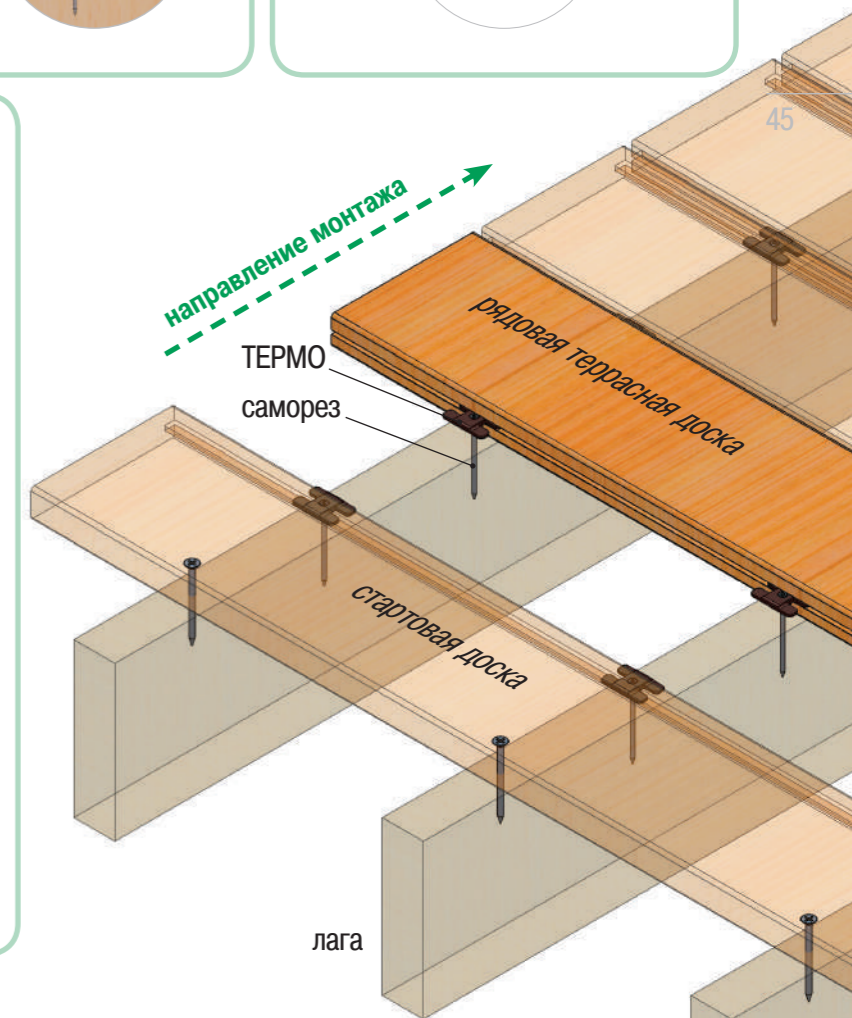 45
направление монтажа
рядовая террасная доска
ТЕРМО
саморез
стартовая доска
лага